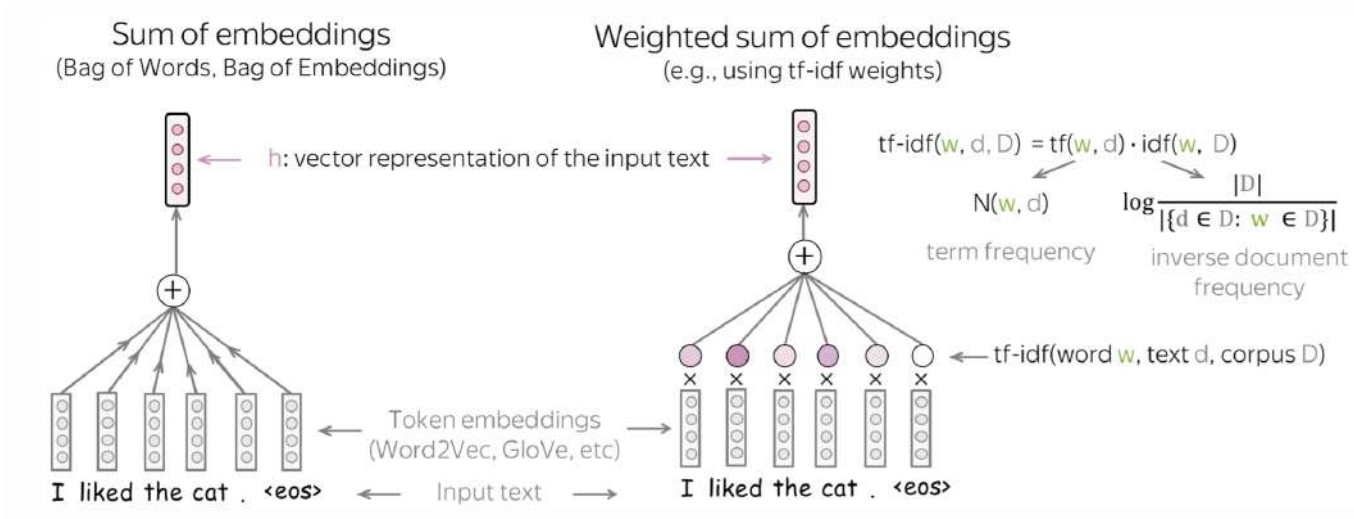 Sum of embeddings
(Bag of Words, Bag of Embeddings)
Weighted sum of embeddings
(e.g., using tf-idf weights)
h: vector representation of the input text
tf-idf(w, d, D) = tf(w, d) · idf(w, D)
N(w, d)
term frequency
log |D| / |{d ∈ D: w ∈ D}|
inverse document
frequency
+
+
tf-idf(word w, text d, corpus D)
× × × × × ×
Token embeddings
(Word2Vec, GloVe, etc)
I liked the cat . <eos>
Input text
I liked the cat . <eos>